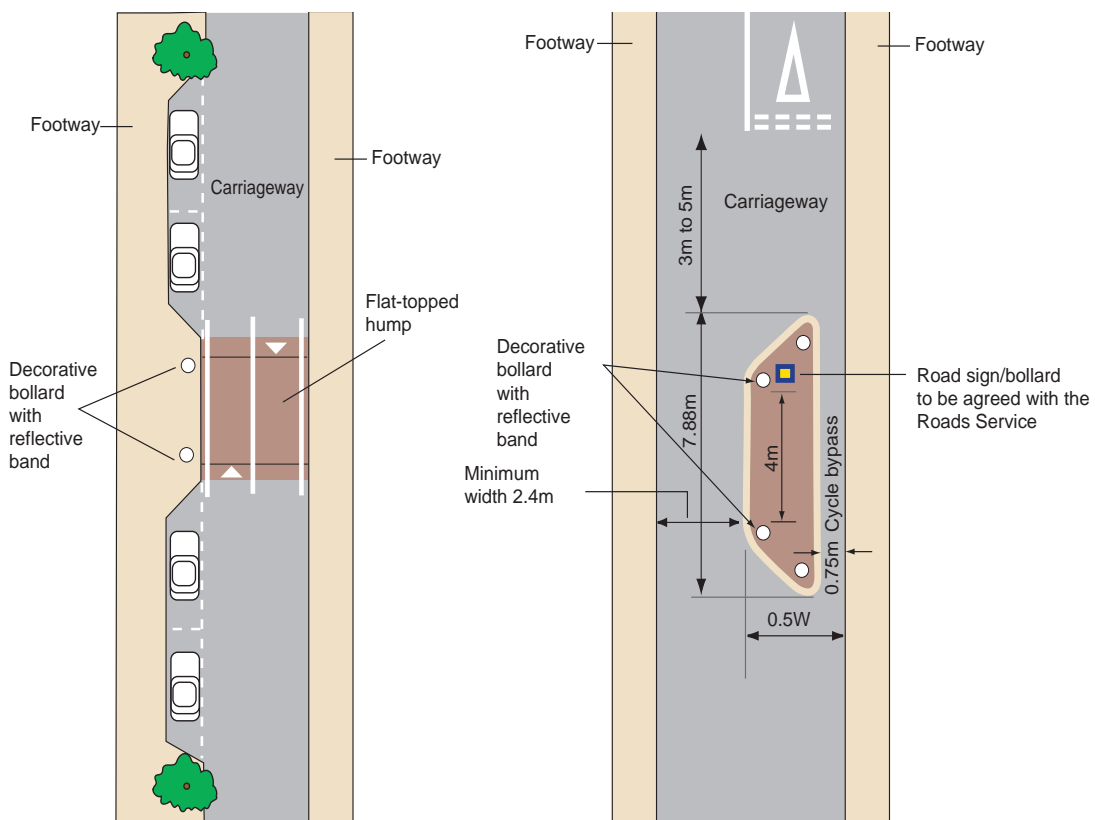 Footway
Footway
Carriageway
Flat-topped
hump
Decorative
bollard
with
reflective
band
Footway
Footway
3m to 5m
Carriageway
Decorative
bollard
with
reflective
band
7.88m
4m
Road sign/bollard
to be agreed with the
Roads Service
Minimum
width 2.4m
0.75m Cycle bypass
0.5W